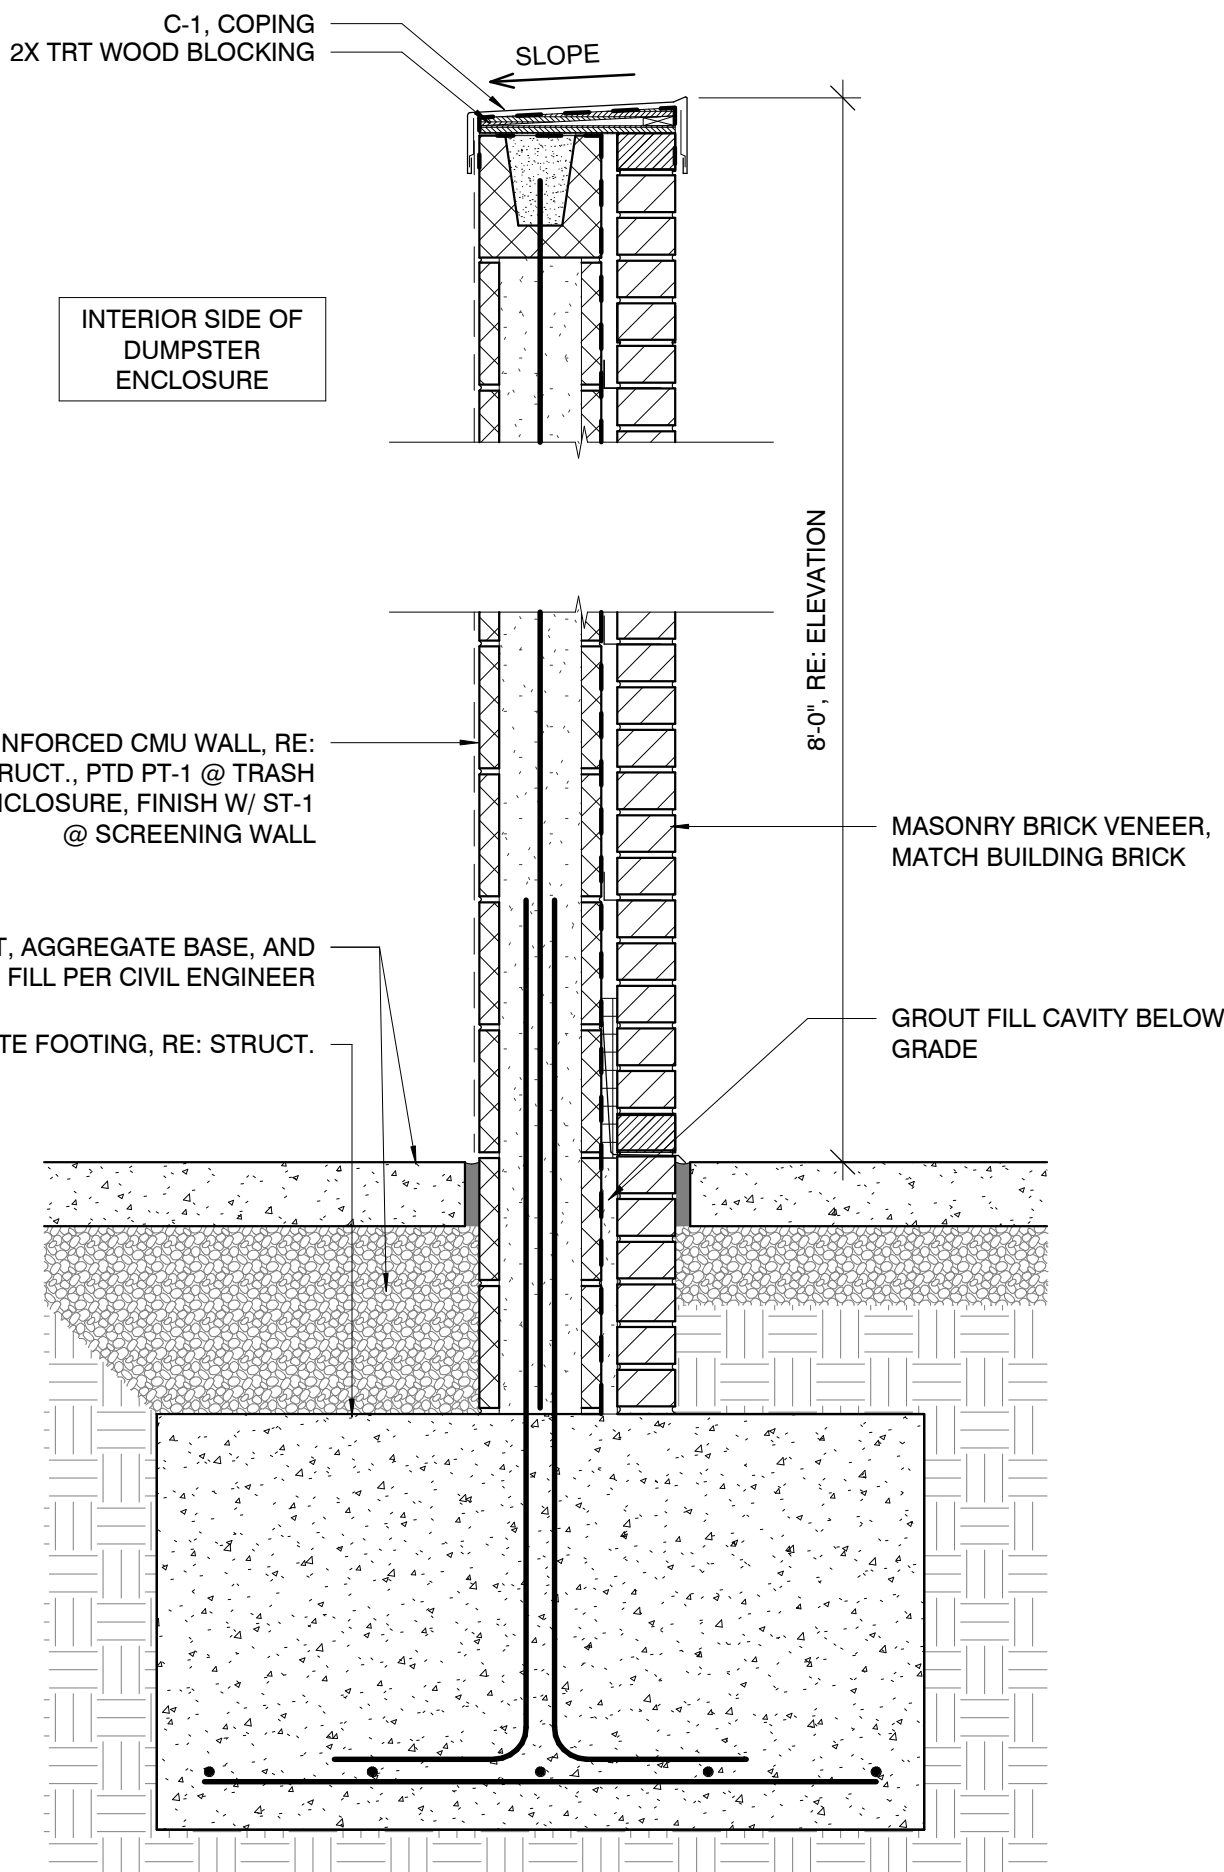 C-1, COPING
2X TRT WOOD BLOCKING
SLOPE
INTERIOR SIDE OF
DUMPSTER
ENCLOSURE
8'-0", RE: ELEVATION
NFORCED CMU WALL, RE:
RUCT., PTD PT-1 @ TRASH
NCLOSURE, FINISH W/ ST-1
@ SCREENING WALL
MASONRY BRICK VENEER,
MATCH BUILDING BRICK
T, AGGREGATE BASE, AND
FILL PER CIVIL ENGINEER
GROUT FILL CAVITY BELOW
GRADE
TE FOOTING, RE: STRUCT.